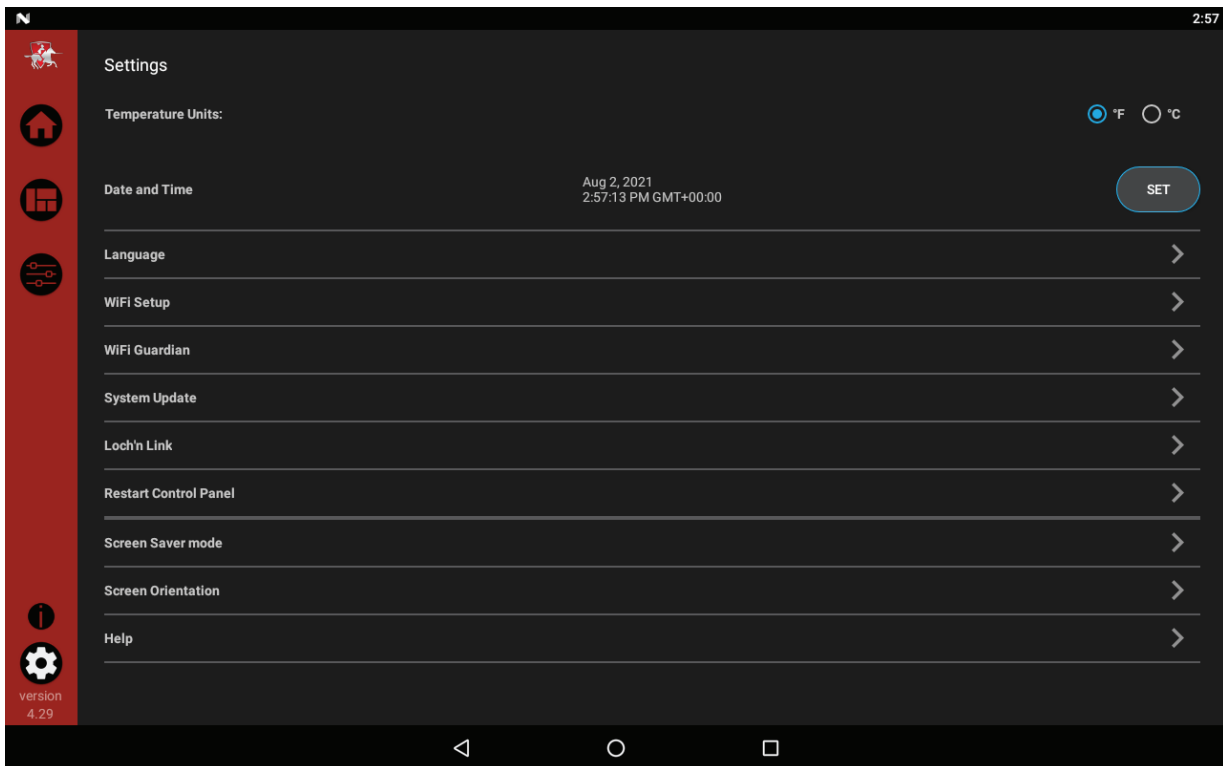 2:57
Settings
Temperature Units:
°F °C
Date and Time
Aug 2, 2021
2:57:13 PM GMT+00:00
SET
Language
WiFi Setup
WiFi Guardian
System Update
Loch'n Link
Restart Control Panel
Screen Saver mode
Screen Orientation
Help
version
4.29